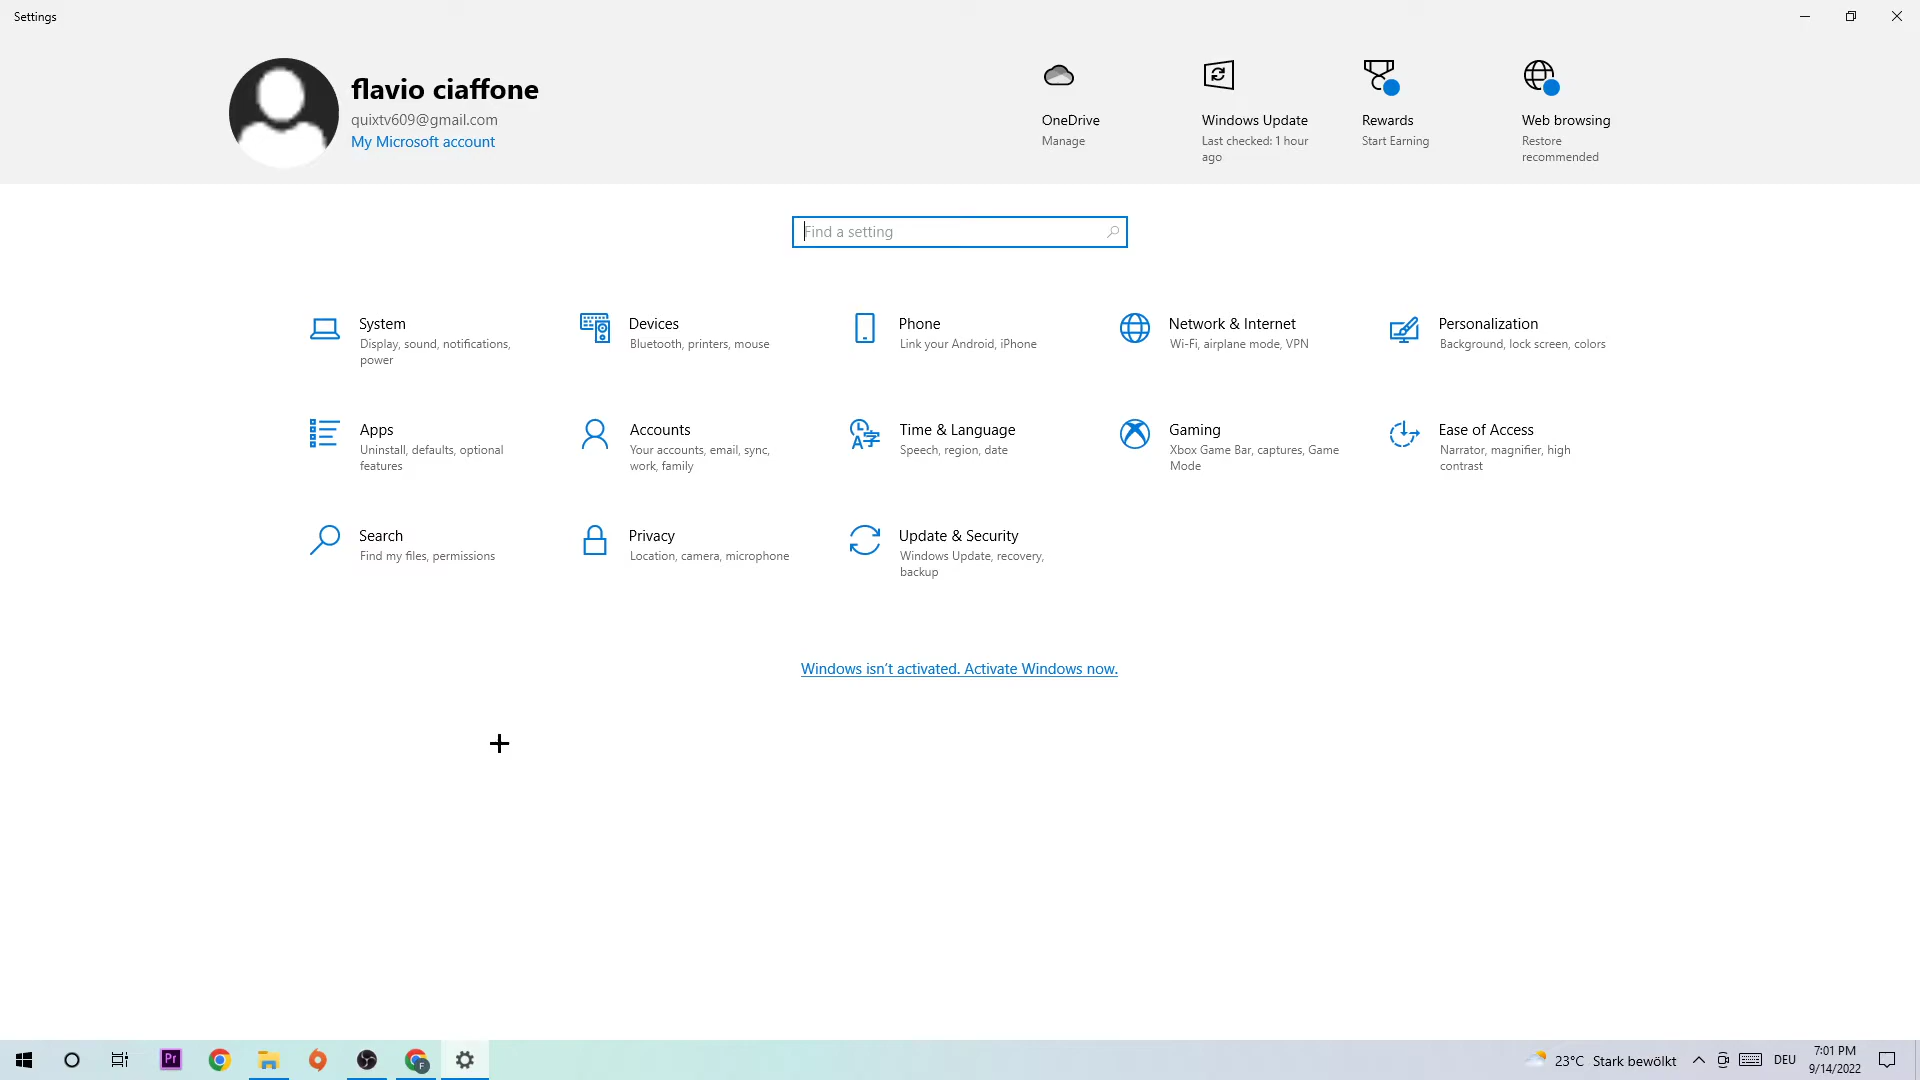 Settings
flavio ciaffone
quixtv609@gmail.com
My Microsoft account
OneDrive
Manage
Windows Update
Last checked: 1 hour
ago
Rewards
Start Earning
Web browsing
Restore
recommended
Find a setting
System
Display, sound, notifications,
power
Devices
Bluetooth, printers, mouse
Phone
Link your Android, iPhone
Network & Internet
Wi-Fi, airplane mode, VPN
Personalization
Background, lock screen, colors
Apps
Uninstall, defaults, optional
features
Accounts
Your accounts, email, sync,
work, family
Time & Language
Speech, region, date
Gaming
Xbox Game Bar, captures, Game
Mode
Ease of Access
Narrator, magnifier, high
contrast
Search
Find my files, permissions
Privacy
Location, camera, microphone
Update & Security
Windows Update, recovery,
backup
Windows isn't activated. Activate Windows now.
Pr
F
23°C Stark bewölkt
DEU
7:01 PM
9/14/2022